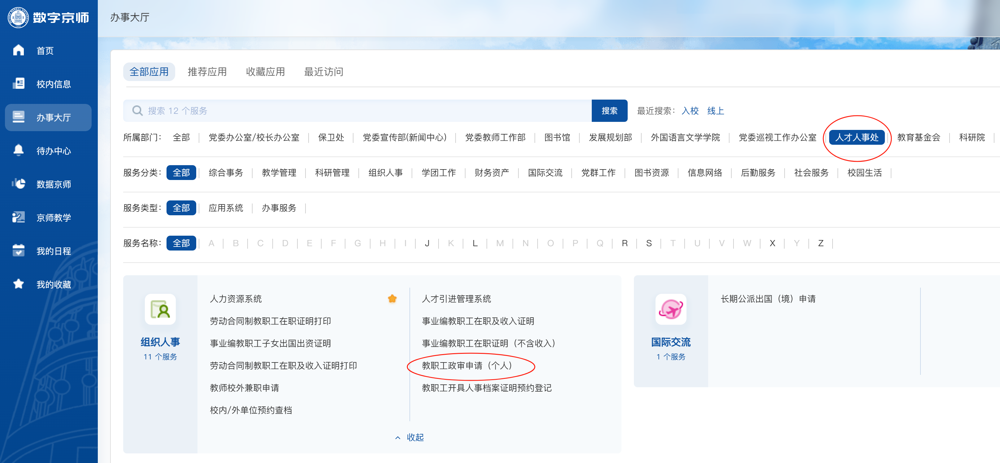 数字京师
首页
校内信息
办事大厅
待办中心
数据京师
京师教学
我的日程
我的收藏
办事大厅
全部应用 推荐应用 收藏应用 最近访问
搜索 12 个服务 搜索 最近搜索： 入校 线上
所属部门： 全部 党委办公室/校长办公室 保卫处 党委宣传部(新闻中心) 党委教师工作部 图书馆 发展规划部 外国语言文学学院 党委巡视工作办公室 人才人事处 教育基金会 科研院
服务分类： 全部 综合事务 教学管理 科研管理 组织人事 学团工作 财务资产 国际交流 党群工作 图书资源 信息网络 后勤服务 社会服务 校园生活
服务类型： 全部 应用系统 办事服务
服务名称： 全部 A B C D E F G H I J K L M N O P Q R S T U V W X Y Z
组织人事
11 个服务
人力资源系统 人才引进管理系统
劳动合同制教职工在职证明打印 事业编教职工在职及收入证明
事业编教职工子女出国出资证明 事业编教职工在职证明（不含收入）
劳动合同制教职工在职及收入证明打印 教职工政审申请（个人）
教师校外兼职申请 教职工开具人事档案证明预约登记
校内/外单位预约查档
收起
国际交流
1 个服务
长期公派出国（境）申请